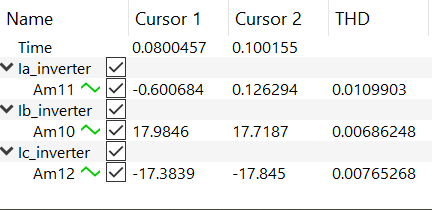 Name Cursor 1 Cursor 2 THD
Time 0.0800457 0.100155
Ia_inverter
Am11 -0.600684 0.126294 0.0109903
Ib_inverter
Am10 17.9846 17.7187 0.00686248
Ic_inverter
Am12 -17.3839 -17.845 0.00765268